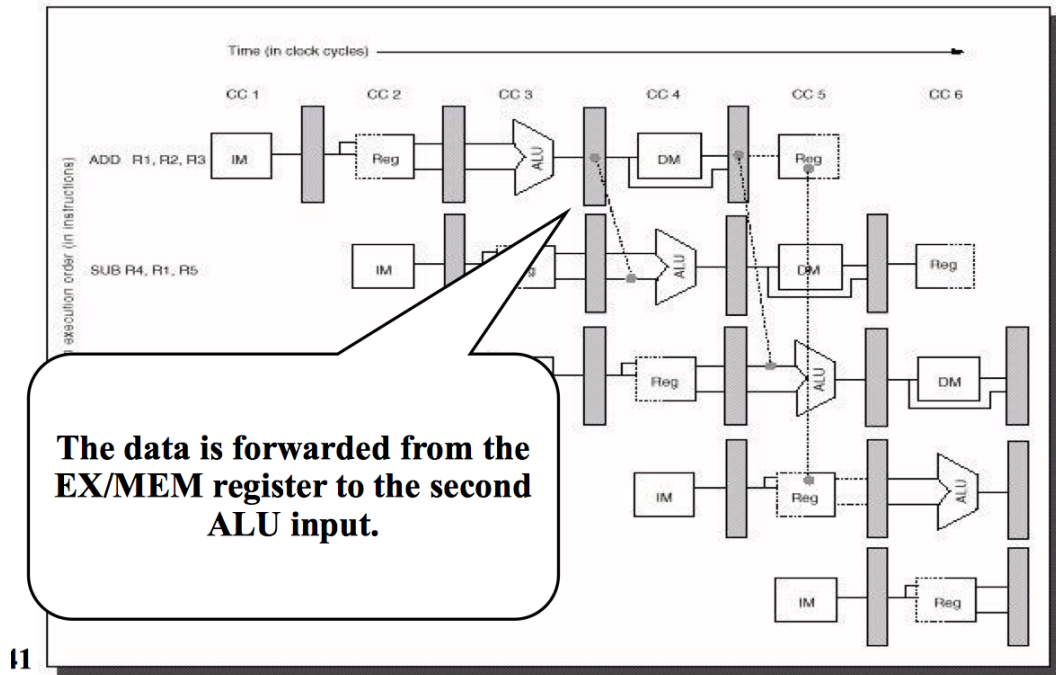 Time (in clock cycles)
CC 1 CC 2 CC 3 CC 4 CC 5 CC 6
execution order (in instructions)
ADD R1, R2, R3 IM Reg ALU DM Reg
SUB R4, R1, R5 IM ALU DM Reg
Reg ALU DM
IM Reg ALU
IM Reg
The data is forwarded from the
EX/MEM register to the second
ALU input.
41